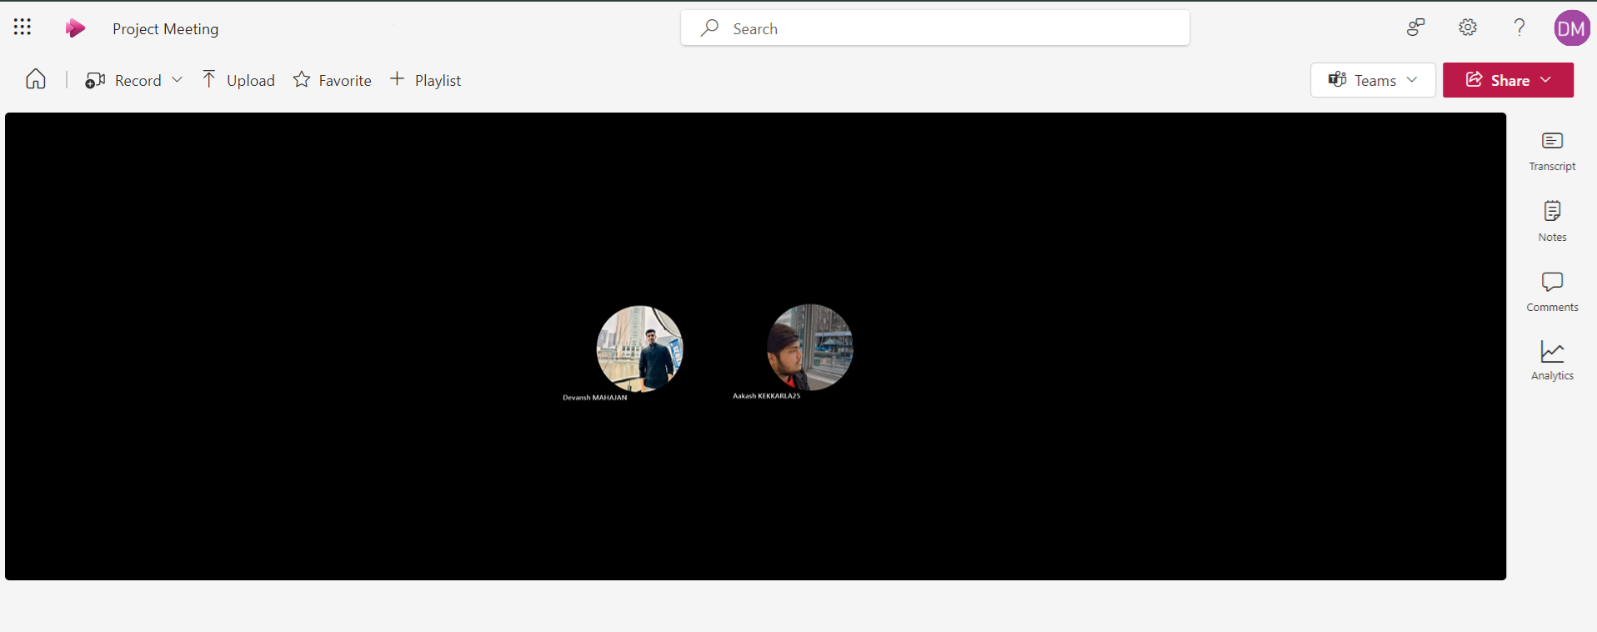 Project Meeting
Search
DM
Record
Upload
Favorite
Playlist
Teams
Share
Transcript
Notes
Comments
Analytics
Devansh MAHAJAN
Aakash KEKKARLA25